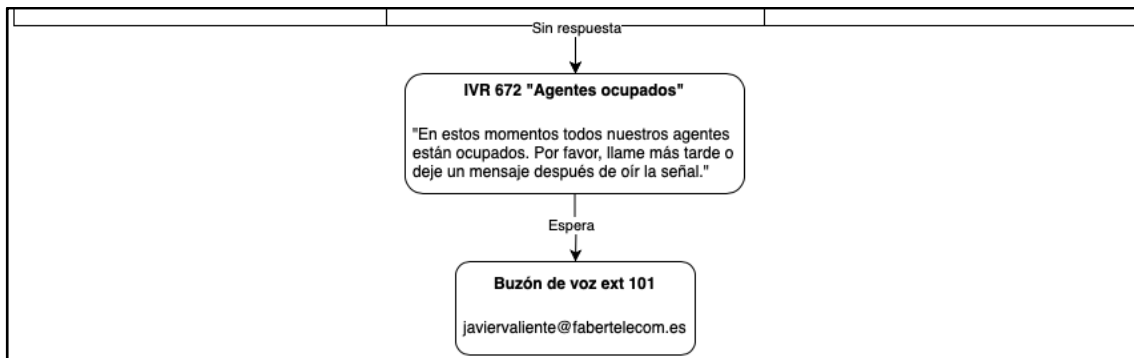 Sin respuesta
IVR 672 "Agentes ocupados"
"En estos momentos todos nuestros agentes
están ocupados. Por favor, llame más tarde o
deje un mensaje después de oír la señal."
Espera
Buzón de voz ext 101
javiervaliente@fabertelecom.es